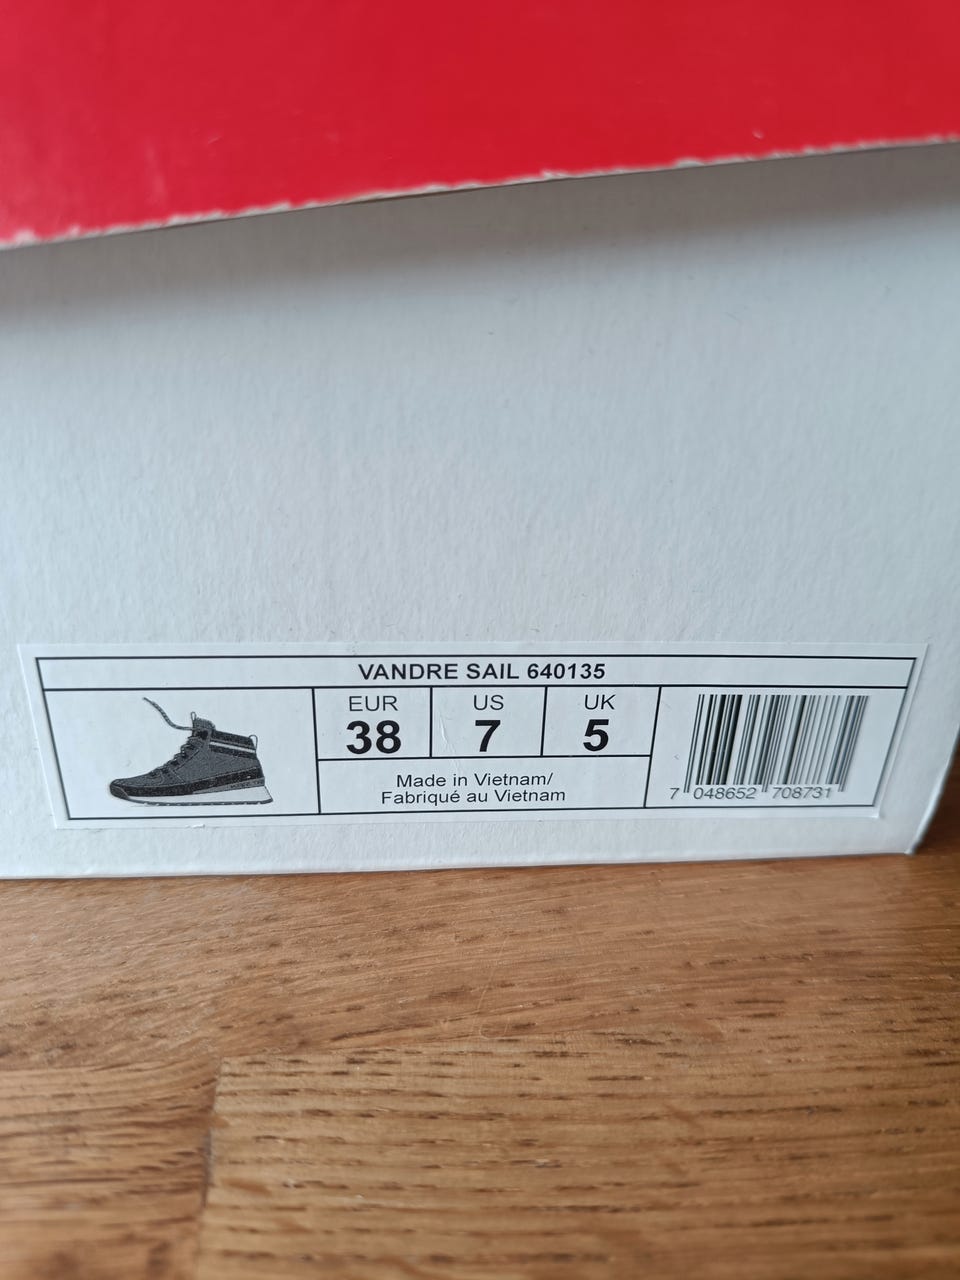 VANDRE SAIL 640135
EUR US UK
38 7 5
Made in Vietnam/
Fabriqué au Vietnam
7 048652 708731